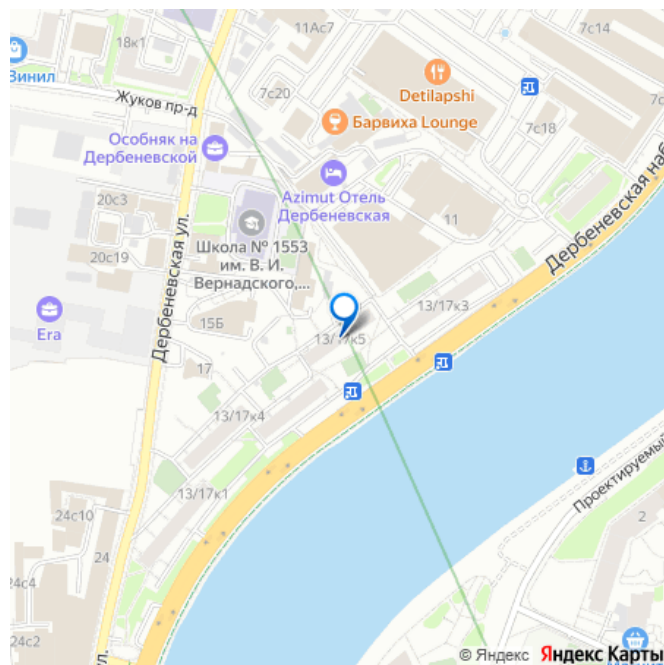 18к1
11Ас7
7с14
Винил
Жуков пр-д
7с20
Detilapshi
Барвиха Lounge
7с18
Особняк на
Дербеневской
Azimut Отель
Дербеневская
20с3
11
Школа № 1553
им. В. И.
Вернадского,...
20с19
Дербеневская наб
Дербеневская ул.
Era
15Б
13/17к3
13/17к5
17
13/17к4
13/17к1
Проектируемый
24с10
2
24
24с4
24с2
ул.
© Яндекс Яндекс Карты